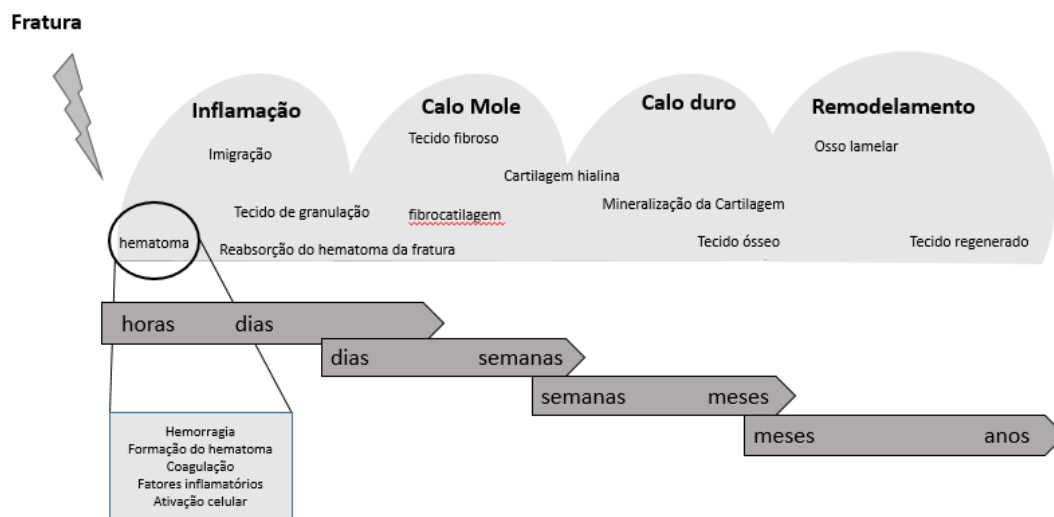 Fratura
Inflamação
Calo Mole
Calo duro
Remodelamento
Tecido fibroso
Imigração
Osso lamelar
Cartilagem hialina
Mineralização da Cartilagem
Tecido de granulação
fibrocatilagem
hematoma
Reabsorção do hematoma da fratura
Tecido ósseo
Tecido regenerado
horas dias
dias semanas
semanas meses
meses anos
Hemorragia
Formação do hematoma
Coagulação
Fatores inflamatórios
Ativação celular